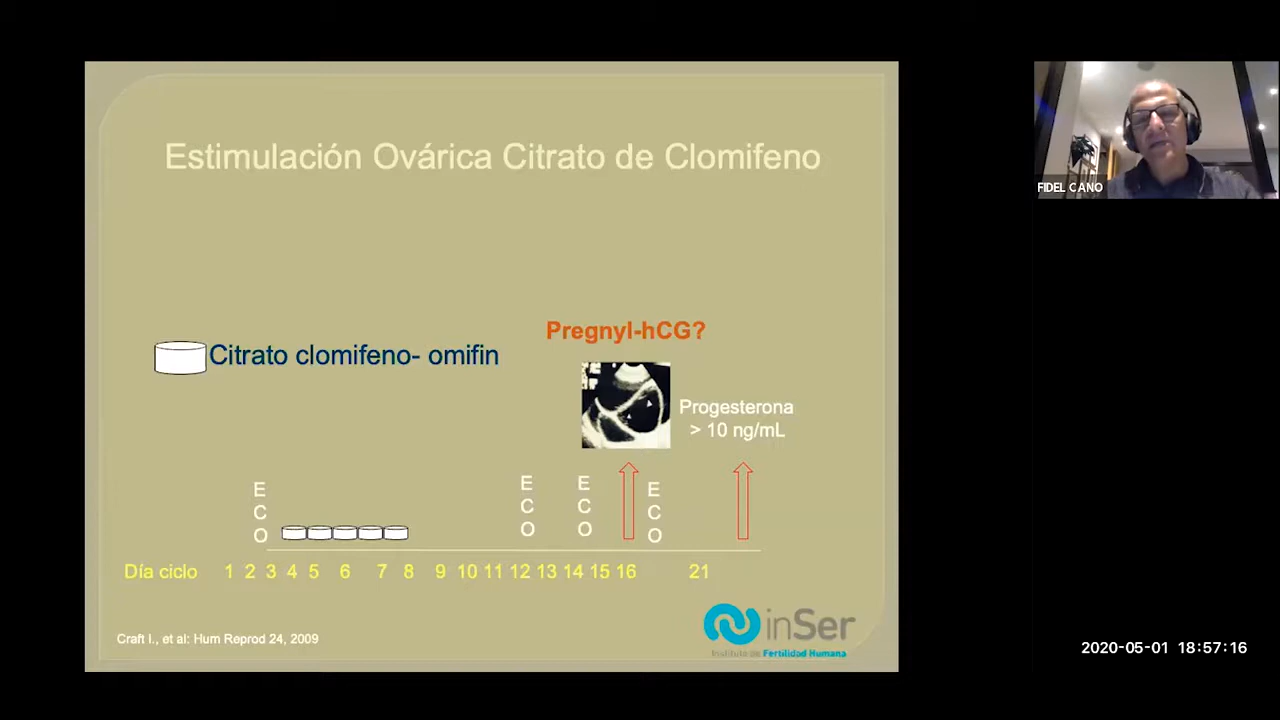 Estimulación Ovárica Citrato de Clomifeno
Pregnyl-hCG?
Citrato clomifeno- omifin
Progesterona
> 10 ng/mL
E
C
O
E
C
O
E
C
O
E
C
O
Día ciclo 1 2 3 4 5 6 7 8 9 10 11 12 13 14 15 16 21
Craft I., et al: Hum Reprod 24, 2009
inSer
Instituto de Fertilidad Humana
FIDEL CANO
2020-05-01 18:57:16